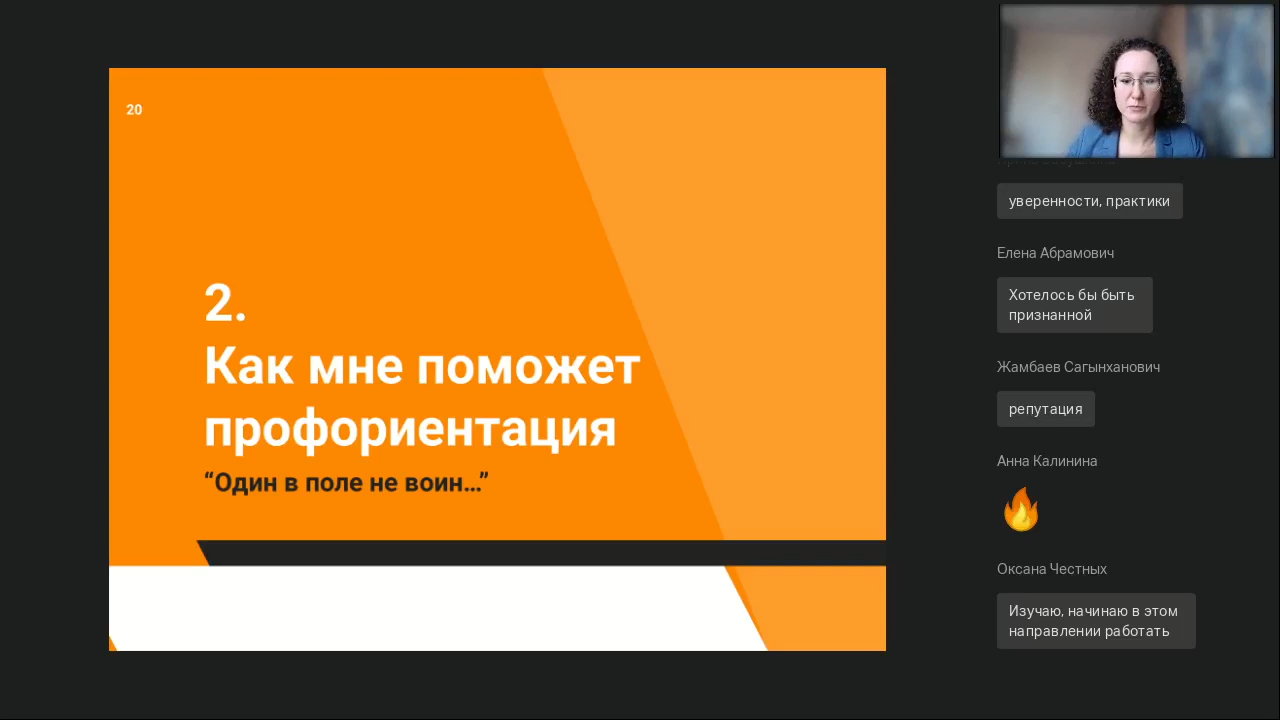 20
2.
Как мне поможет
профориентация
“Один в поле не воин…”
уверенности, практики
Елена Абрамович
Хотелось бы быть
признанной
Жамбаев Сагынханович
репутация
Анна Калинина
Оксана Честных
Изучаю, начинаю в этом
направлении работать